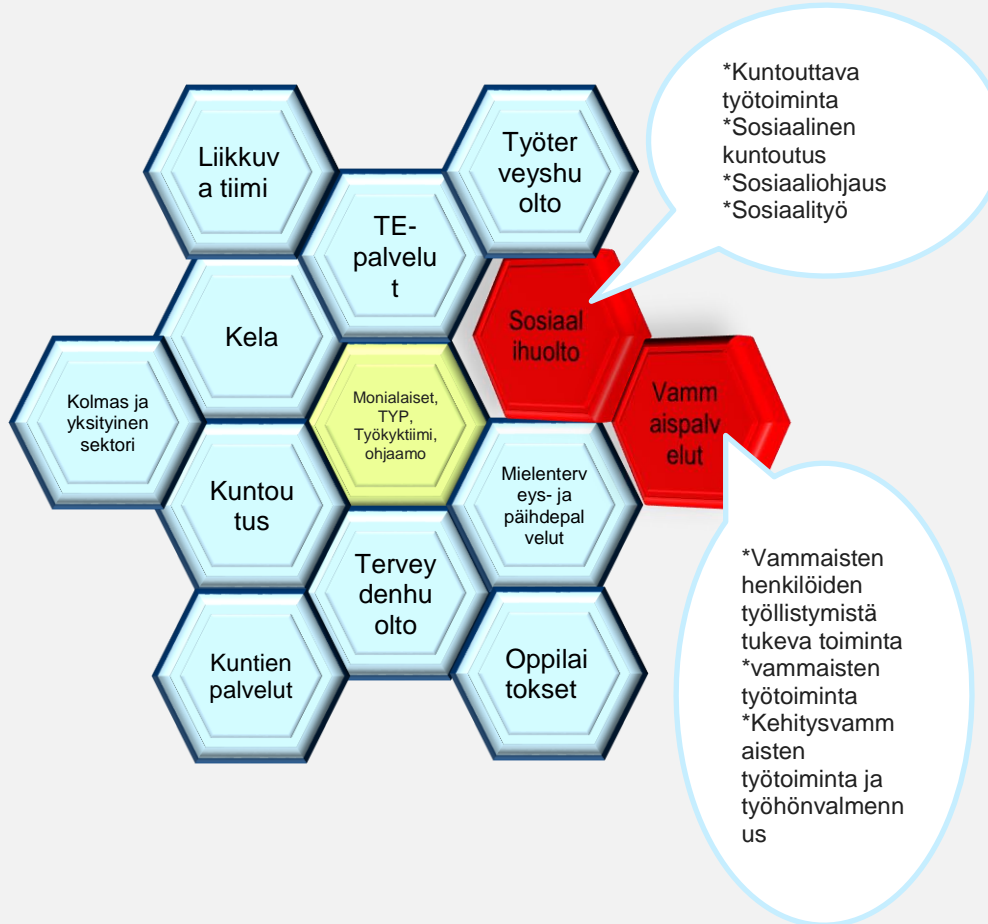 *Kuntouttava
työtoiminta
*Sosiaalinen
kuntoutus
*Sosiaaliohjaus
*Sosiaalityö
Liikkuv
a tiimi
Työter
veyshu
olto
TE-
palvelu
t
Kela
Sosiaal
ihuolto
Kolmas ja
yksityinen
sektori
Monialaiset,
TYP,
Työkyktiimi,
ohjaamo
Vamm
aispalv
elut
Kuntou
tus
Mielenterv
eys- ja
päihdepal
velut
Tervey
denhu
olto
Kuntien
palvelut
Oppilai
tokset
*Vammaisten
henkilöiden
työllistymistä
tukeva toiminta
*vammaisten
työtoiminta
*Kehitysvamm
aisten
työtoiminta ja
työhönvalmenn
us